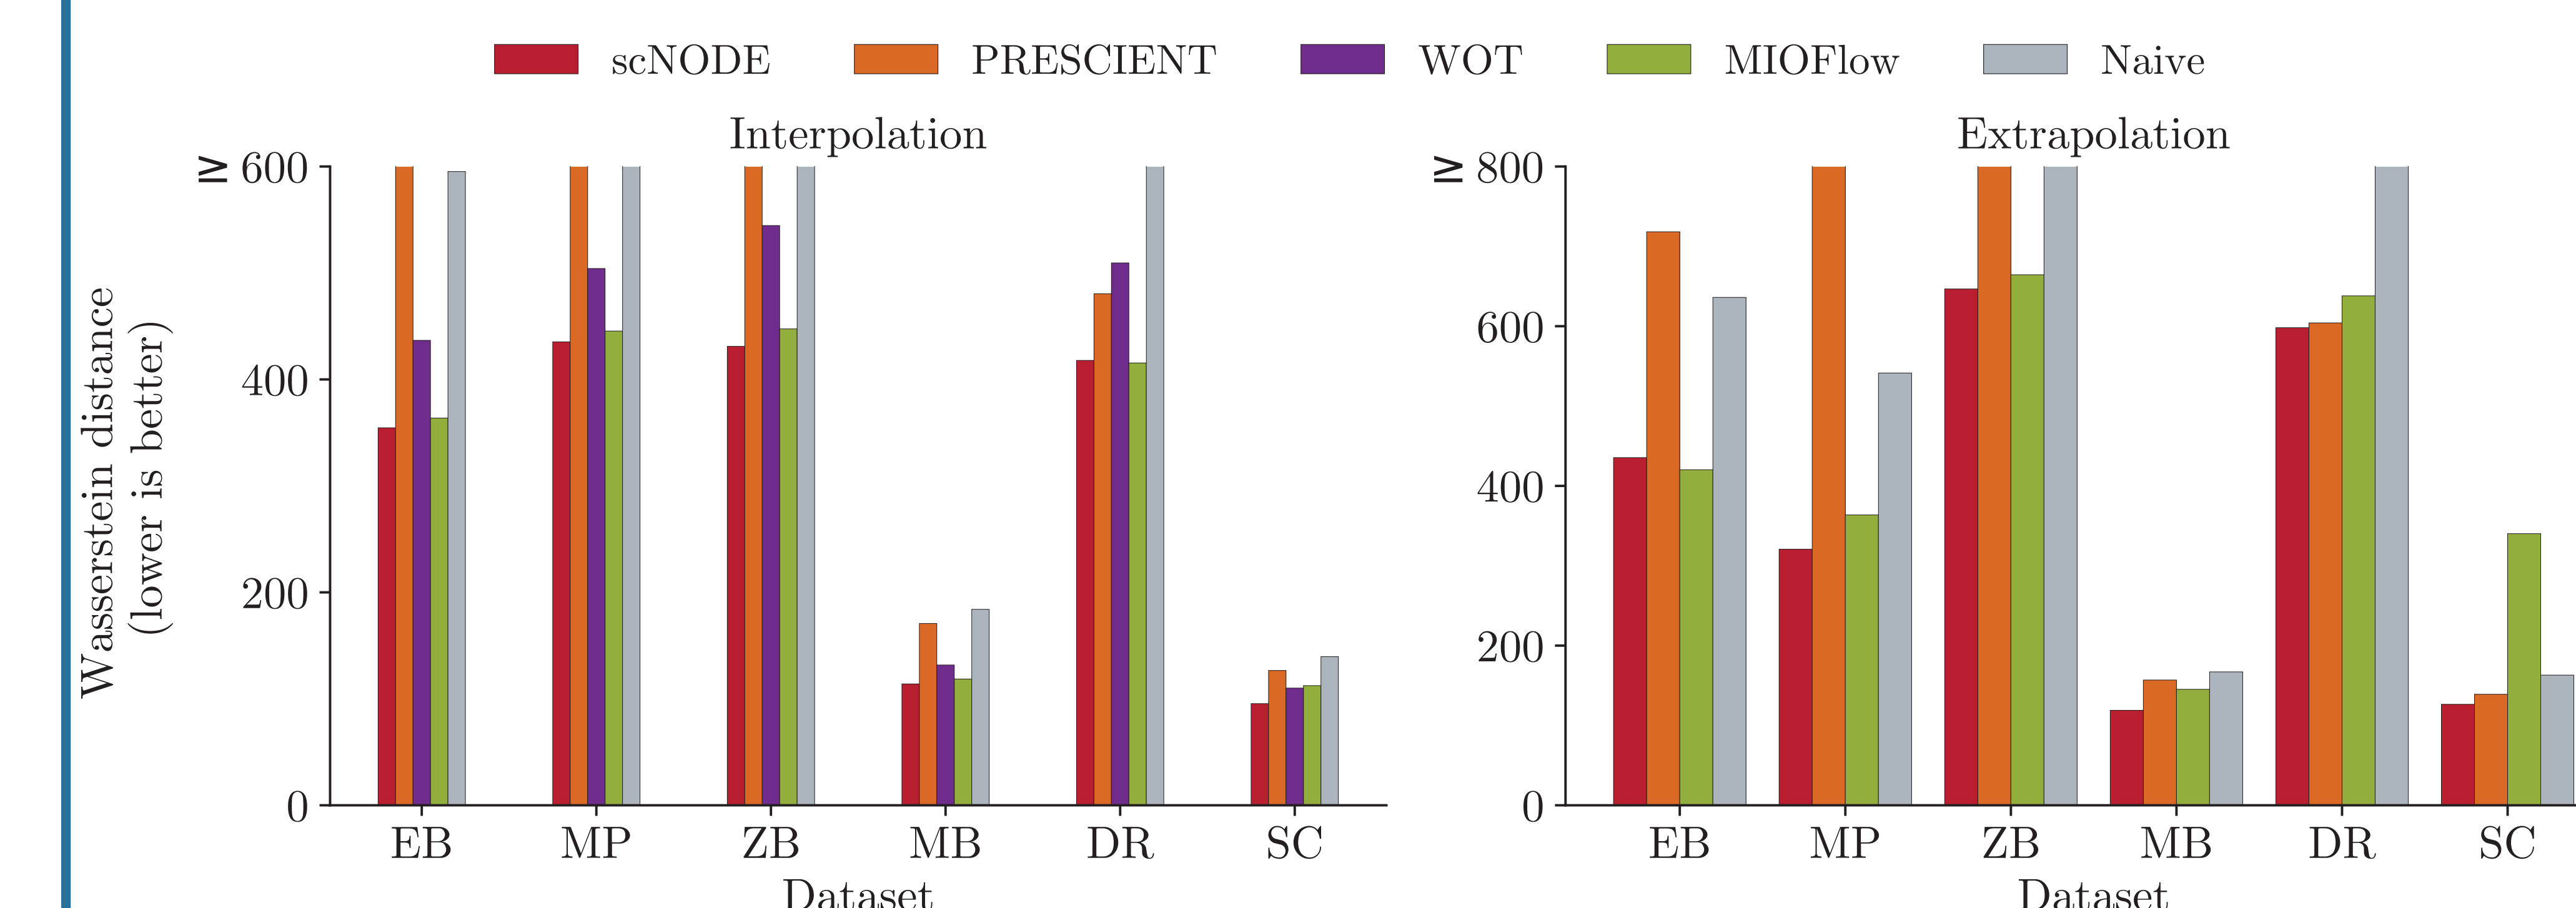 scNODE PRESCIENT WOT MIOFlow Naive
Interpolation
≥ 600
400
200
0
Wasserstein distance
(lower is better)
EB MP ZB MB DR SC
Dataset
Extrapolation
≥ 800
600
400
200
0
EB MP ZB MB DR SC
Dataset